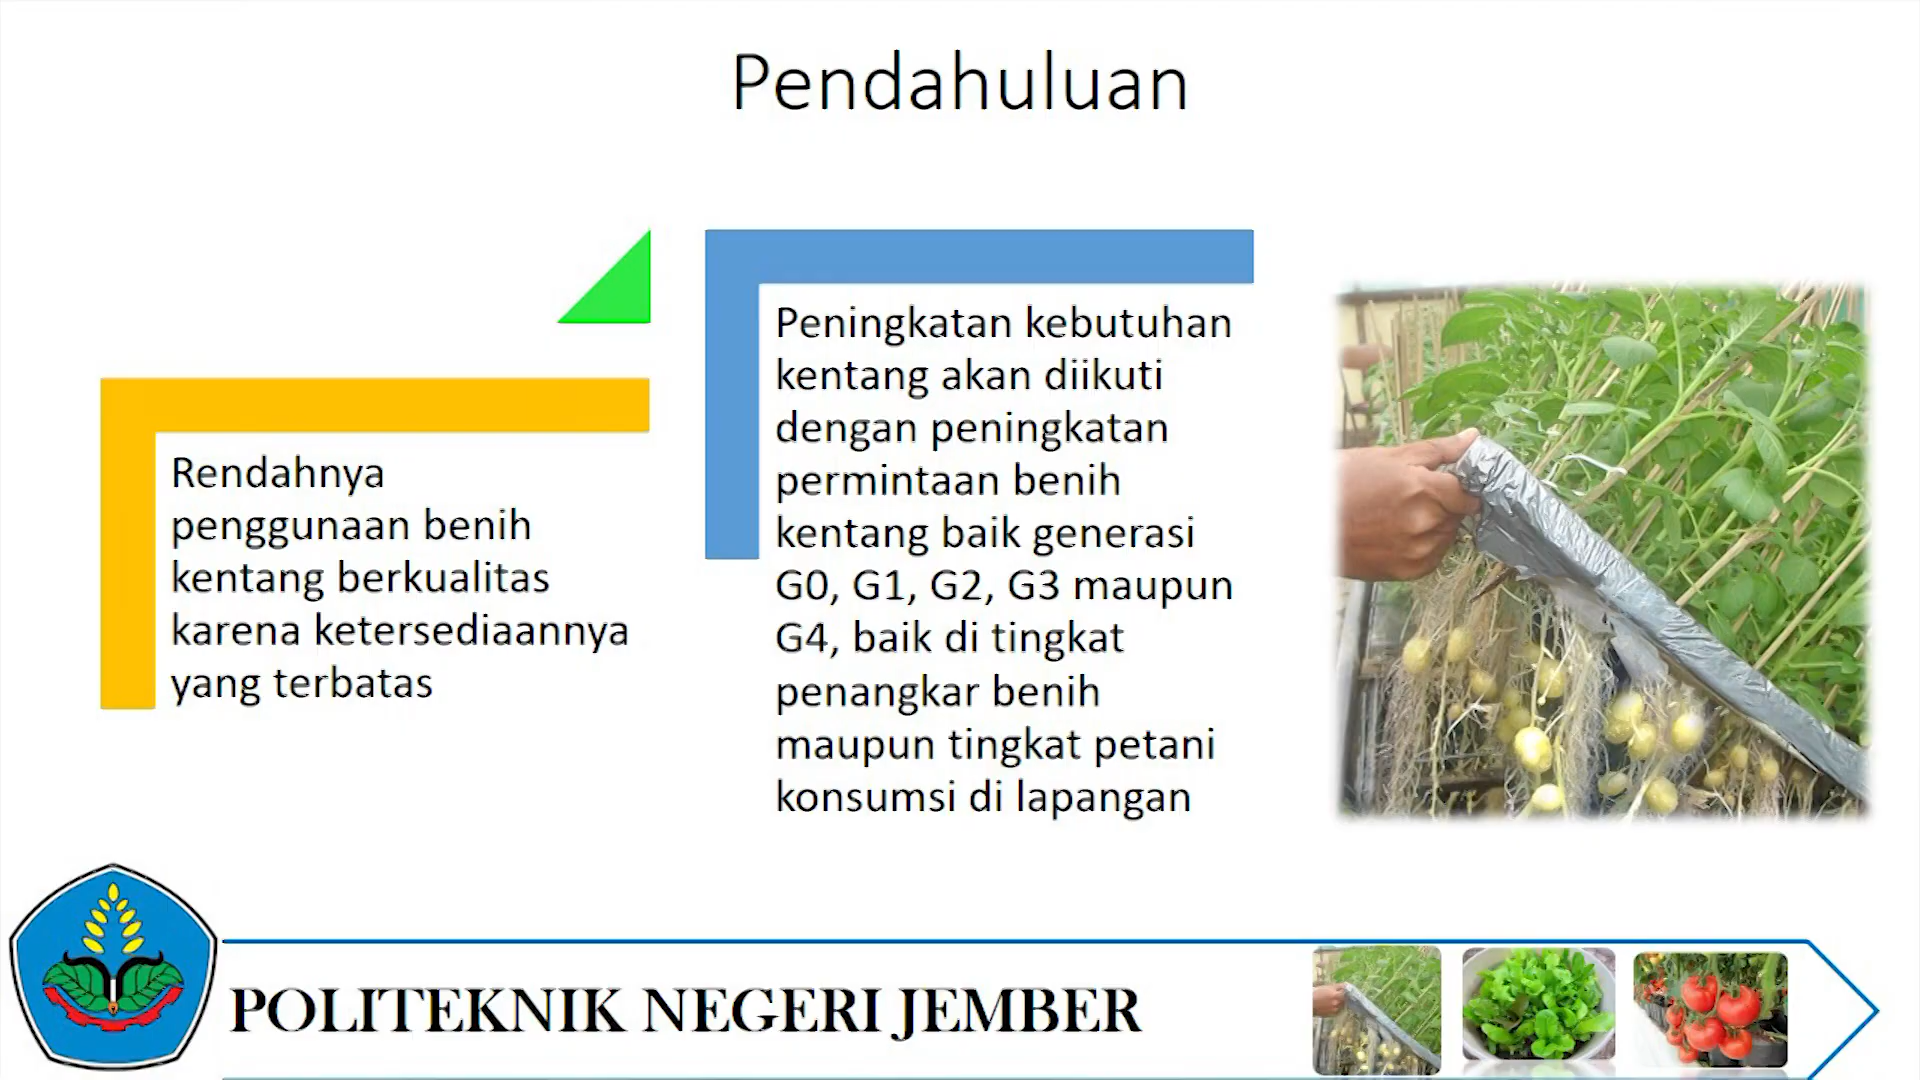 Pendahuluan
Rendahnya
penggunaan benih
kentang berkualitas
karena ketersediaannya
yang terbatas
Peningkatan kebutuhan
kentang akan diikuti
dengan peningkatan
permintaan benih
kentang baik generasi
G0, G1, G2, G3 maupun
G4, baik di tingkat
penangkar benih
maupun tingkat petani
konsumsi di lapangan
POLITEKNIK NEGERI JEMBER